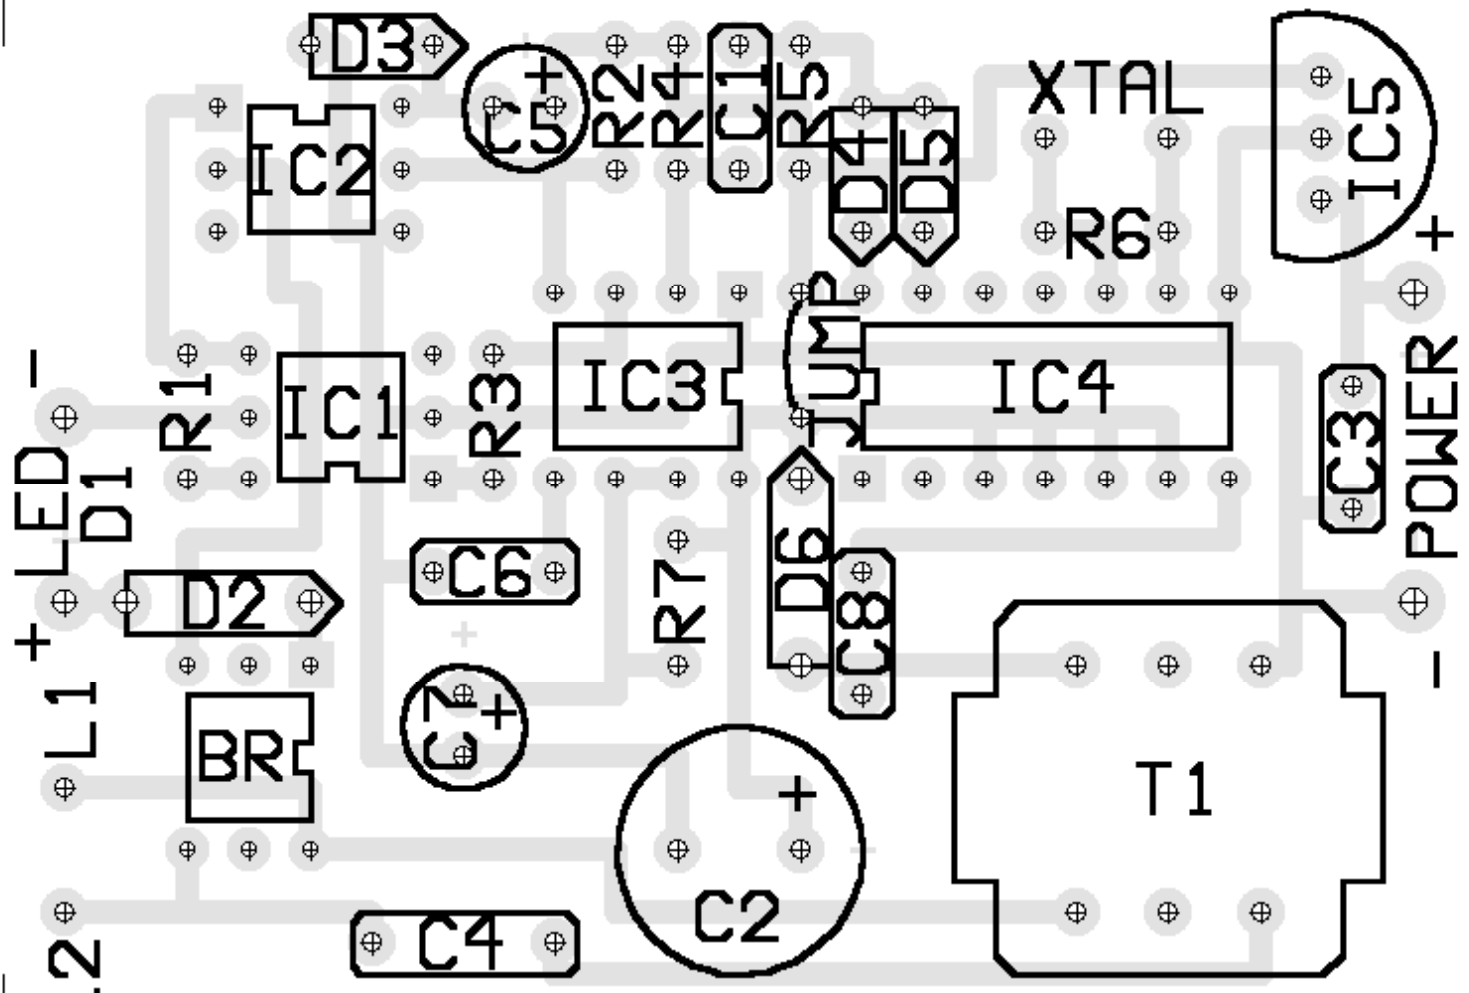 D3
+
C5
R2
R4
C1
R5
D4
D5
XTAL
IC5
IC2
R6
+
-
JUMP
R1
IC1
R3
IC3
IC4
C3
POWER
LED
D1
D2
C6
R7
D6
C8
+
-
L1
BR
C7
+
+
T1
C2
C4
L2